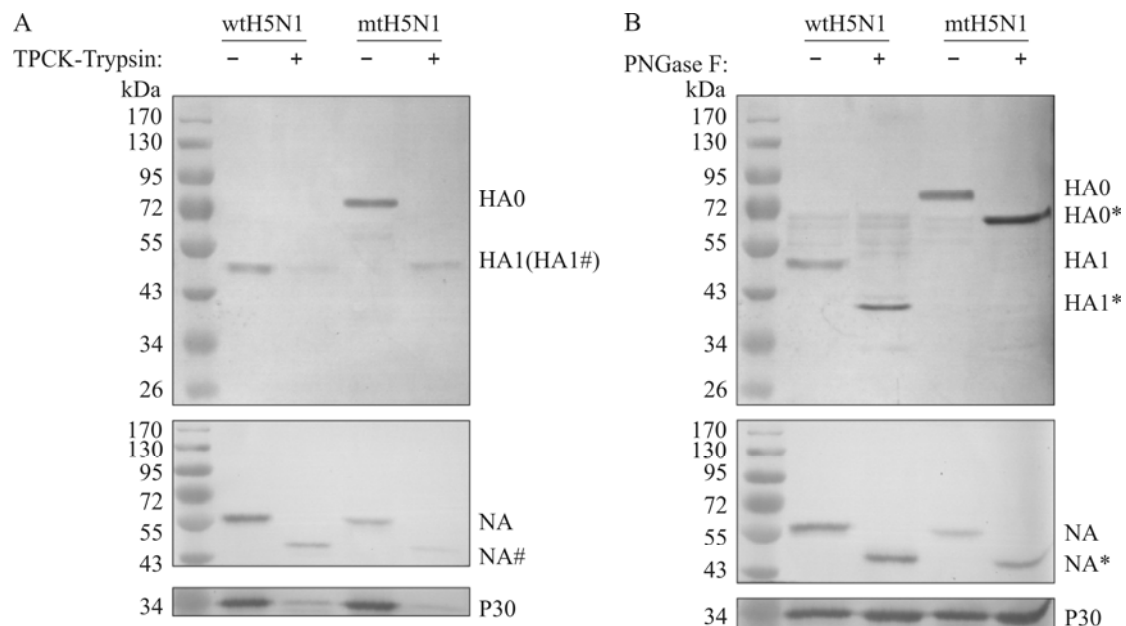 A
wtH5N1 mtH5N1
TPCK-Trypsin: − + − +
kDa
170
130
95
72 HA0
55
HA1(HA1#)
43
34
26
170
130
95
72
NA
55
NA#
43
34 P30
B
wtH5N1 mtH5N1
PNGase F: − + − +
kDa
170
130
95 HA0
72 HA0*
55
HA1
43 HA1*
34
26
170
130
95
72
55 NA
43 NA*
34 P30